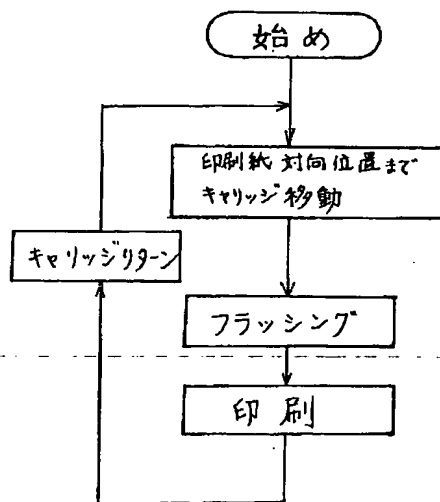 始め
印刷紙対向位置まで
キャリッジ移動
キャリッジリターン
フラッシング
印刷